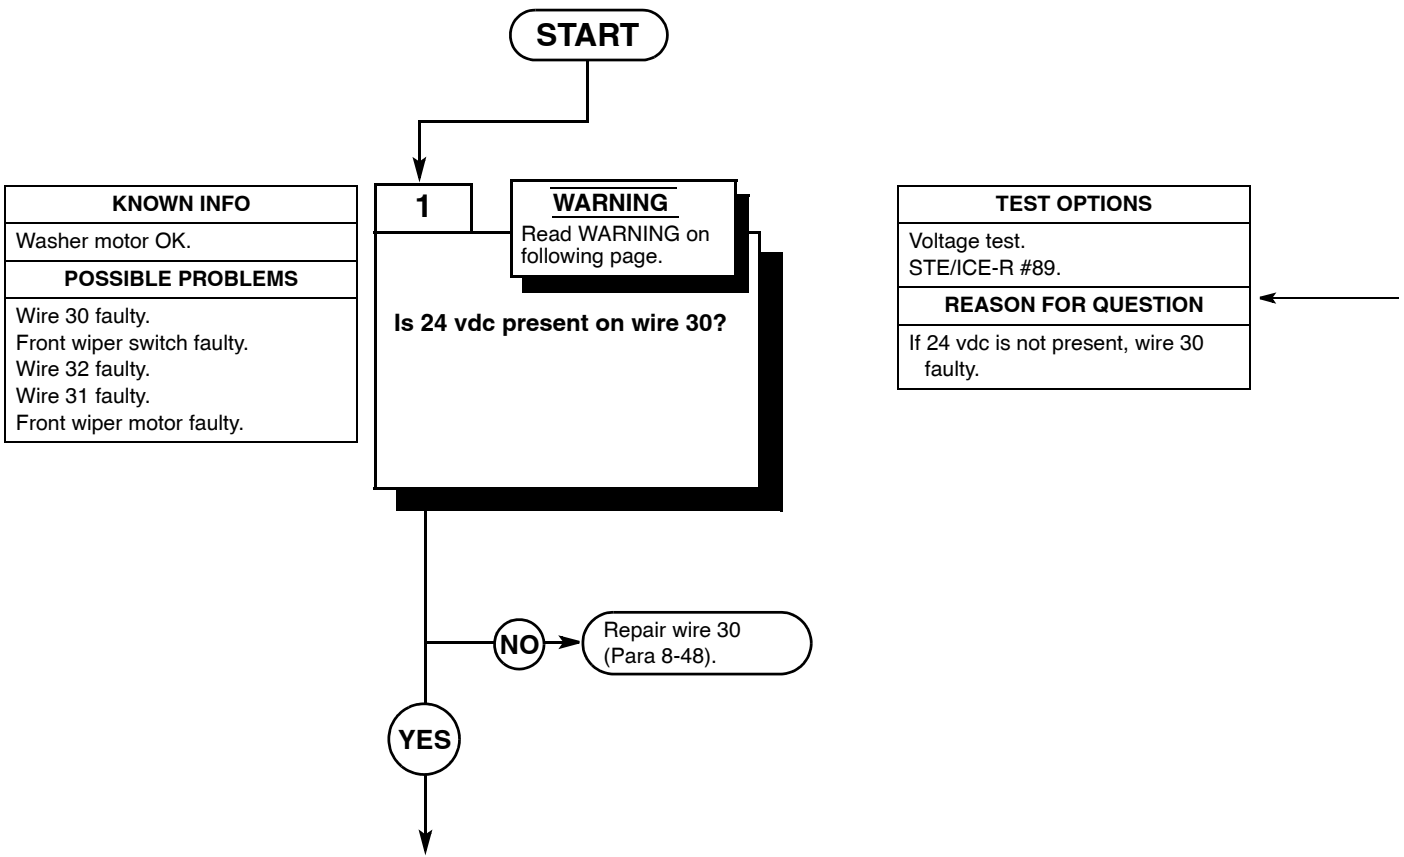 START
KNOWN INFO
Washer motor OK.
POSSIBLE PROBLEMS
Wire 30 faulty.
Front wiper switch faulty.
Wire 32 faulty.
Wire 31 faulty.
Front wiper motor faulty.
1
WARNING
Read WARNING on
following page.
Is 24 vdc present on wire 30?
TEST OPTIONS
Voltage test.
STE/ICE-R #89.
REASON FOR QUESTION
If 24 vdc is not present, wire 30
faulty.
NO
Repair wire 30
(Para 8-48).
YES